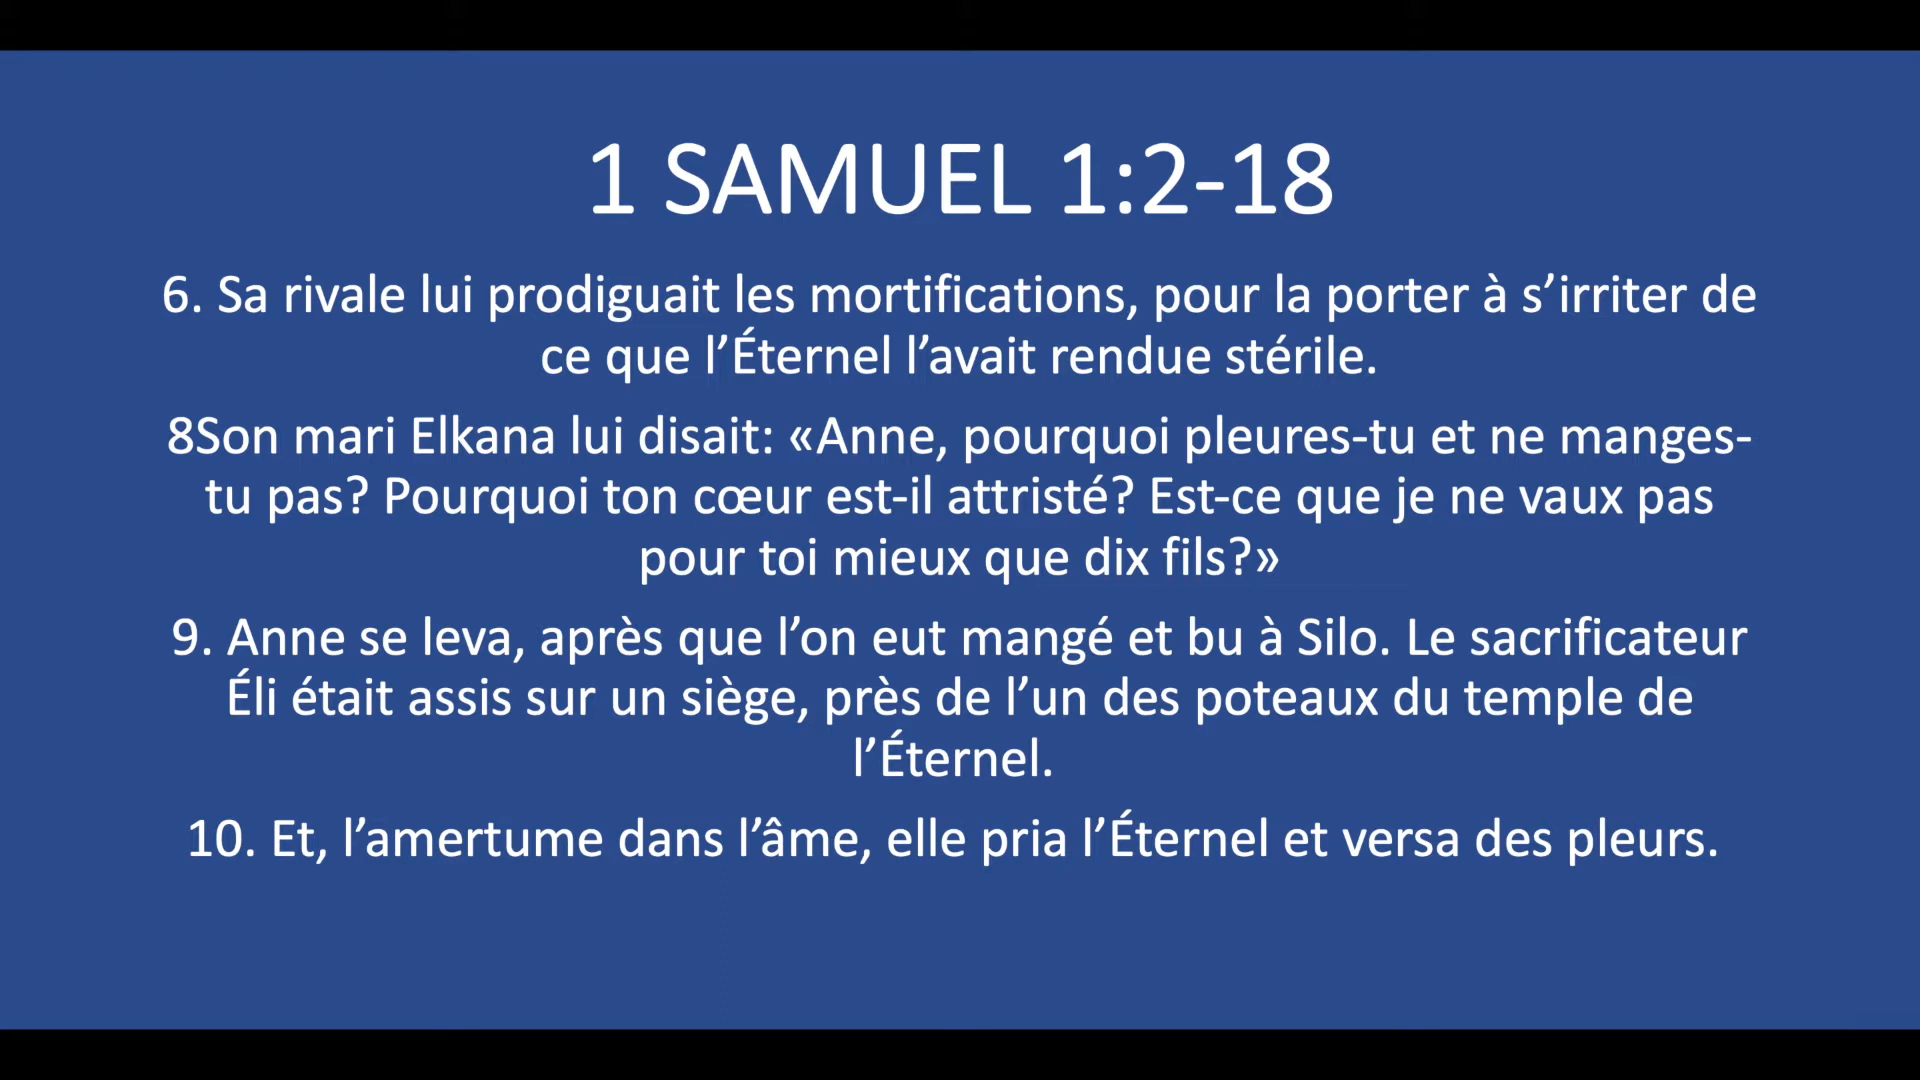 1 SAMUEL 1:2-18
6. Sa rivale lui prodiguait les mortifications, pour la porter à s’irriter de
ce que l’Éternel l’avait rendue stérile.
8Son mari Elkana lui disait: «Anne, pourquoi pleures-tu et ne manges-
tu pas? Pourquoi ton cœur est-il attristé? Est-ce que je ne vaux pas
pour toi mieux que dix fils?»
9. Anne se leva, après que l’on eut mangé et bu à Silo. Le sacrificateur
Éli était assis sur un siège, près de l’un des poteaux du temple de
l’Éternel.
10. Et, l’amertume dans l’âme, elle pria l’Éternel et versa des pleurs.